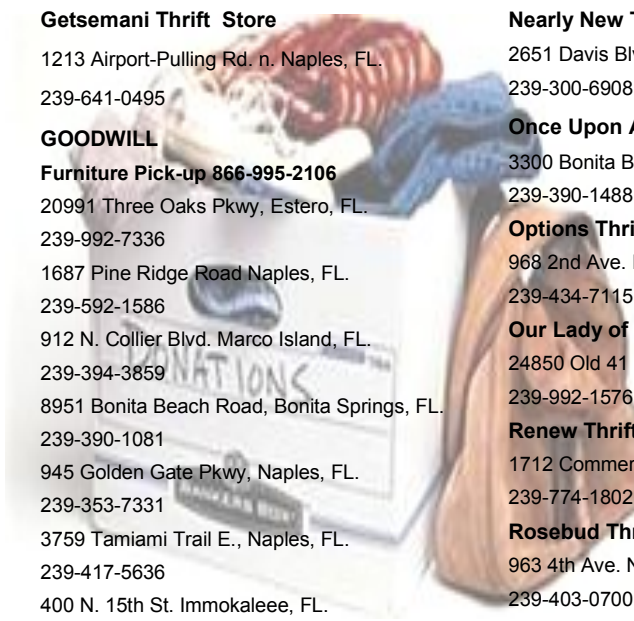 Getsemani Thrift Store
1213 Airport-Pulling Rd. n. Naples, FL.
239-641-0495
GOODWILL
Furniture Pick-up 866-995-2106
20991 Three Oaks Pkwy, Estero, FL.
239-992-7336
1687 Pine Ridge Road Naples, FL.
239-592-1586
912 N. Collier Blvd. Marco Island, FL.
239-394-3859
8951 Bonita Beach Road, Bonita Springs, FL.
239-390-1081
945 Golden Gate Pkwy, Naples, FL.
239-353-7331
3759 Tamiami Trail E., Naples, FL.
239-417-5636
400 N. 15th St. Immokaleee, FL.
Nearly New
2651 Davis
239-300-6908
Once Upon
3300 Bonita
239-390-1488
Options
968 2nd Ave.
239-434-7115
Our Lady of
24850 Old 41
239-992-1576
Renew Thrift
1712
239-774-1802
Rosebud
963 4th Ave.
239-403-0700
DONATIONS
BANKERS BOX